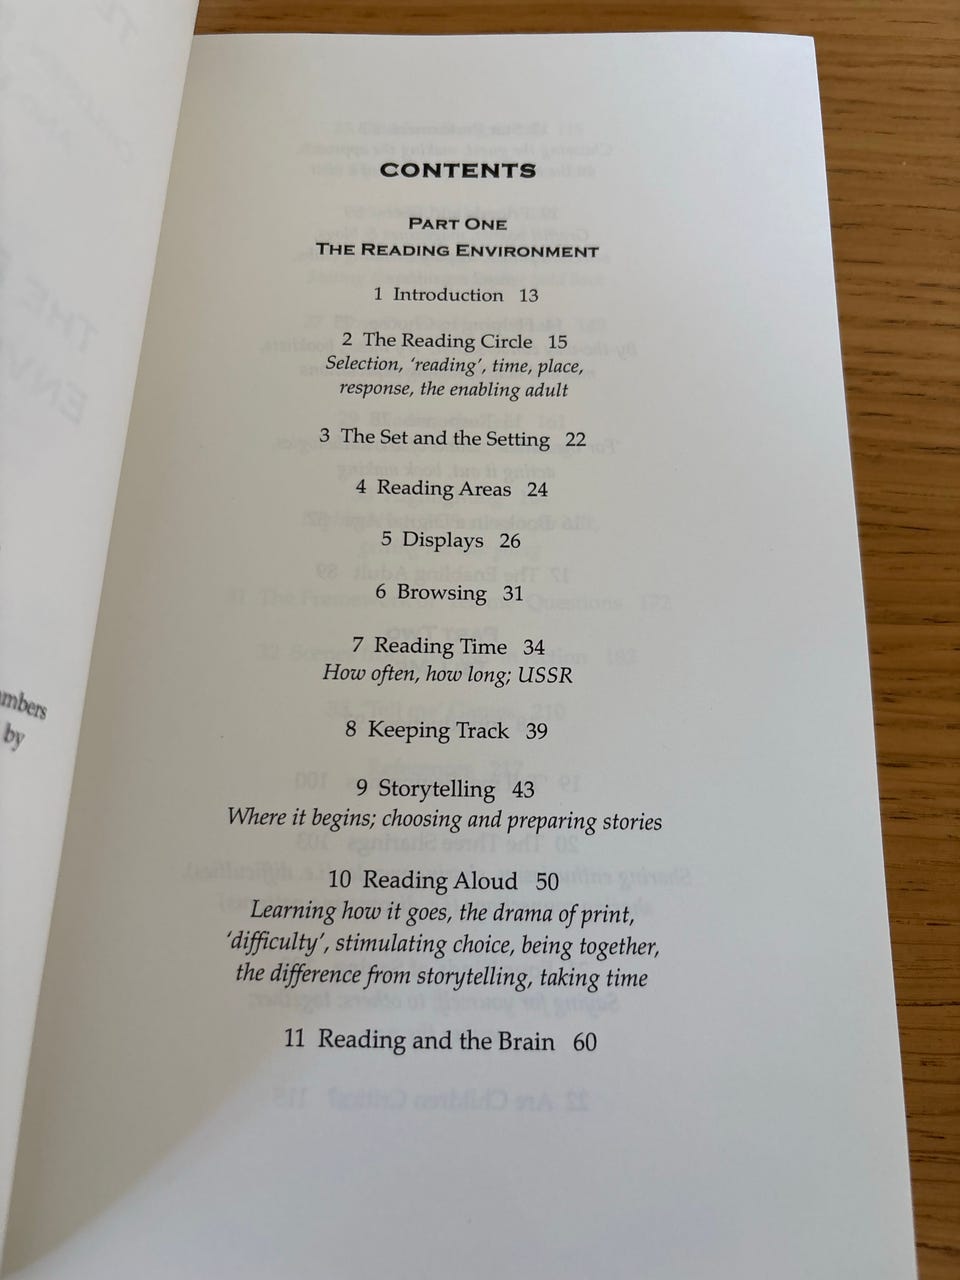 CONTENTS
PART ONE
THE READING ENVIRONMENT
1 Introduction 13
2 The Reading Circle 15
Selection, ‘reading’, time, place,
response, the enabling adult
3 The Set and the Setting 22
4 Reading Areas 24
5 Displays 26
6 Browsing 31
7 Reading Time 34
How often, how long; USSR
8 Keeping Track 39
9 Storytelling 43
Where it begins; choosing and preparing stories
10 Reading Aloud 50
Learning how it goes, the drama of print,
‘difficulty’, stimulating choice, being together,
the difference from storytelling, taking time
11 Reading and the Brain 60
by